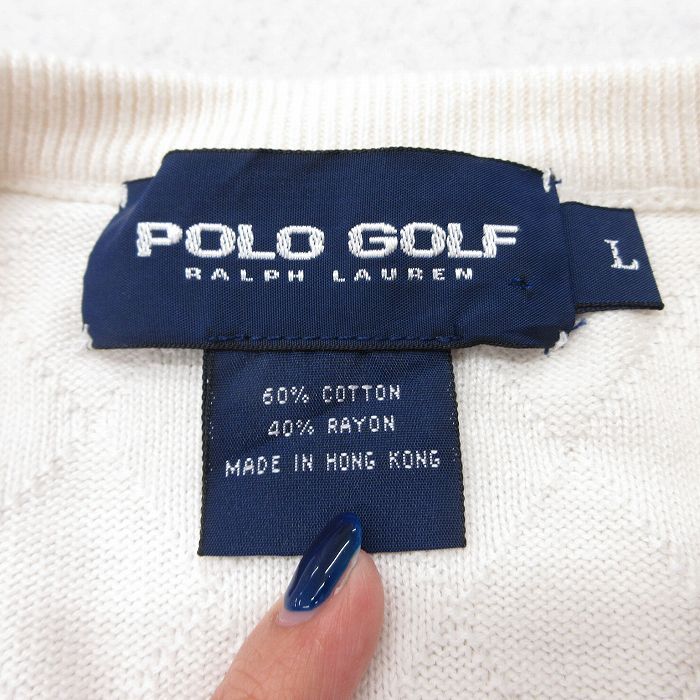 POLO GOLF
RALPH LAUREN
L
60% COTTON
40% RAYON
MADE IN HONG KONG